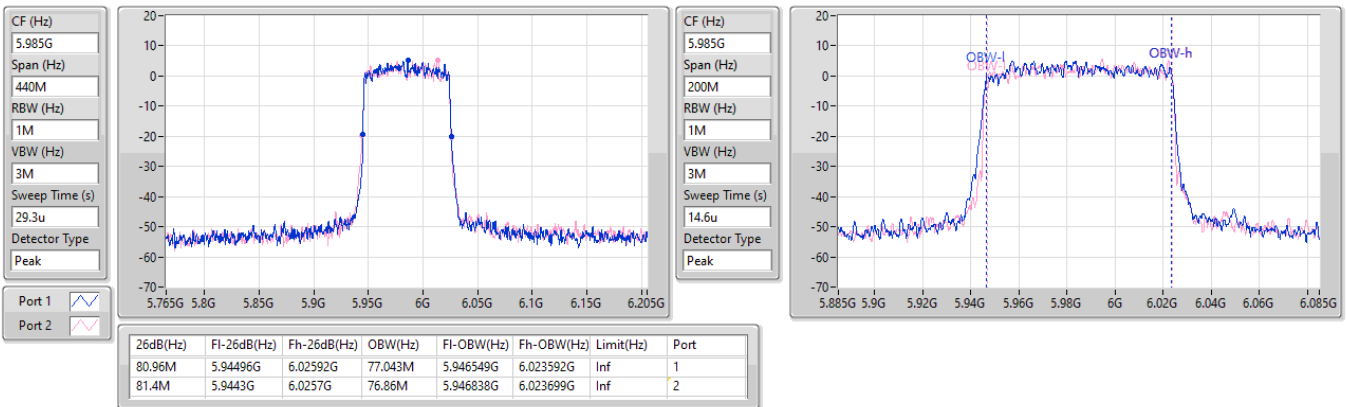 CF (Hz)
5.985G
Span (Hz)
440M
RBW (Hz)
1M
VBW (Hz)
3M
Sweep Time (s)
29.3u
Detector Type
Peak
Port 1
Port 2
20
10
0
-10
-20
-30
-40
-50
-60
-70
5.765G 5.8G 5.85G 5.9G 5.95G 6G 6.05G 6.1G 6.15G 6.205G
CF (Hz)
5.985G
Span (Hz)
200M
RBW (Hz)
1M
VBW (Hz)
3M
Sweep Time (s)
14.6u
Detector Type
Peak
20
10
0
-10
-20
-30
-40
-50
-60
-70
OBW-l
OBW-h
5.885G 5.9G 5.92G 5.94G 5.96G 5.98G 6G 6.02G 6.04G 6.06G 6.085G
26dB(Hz) Fl-26dB(Hz) Fh-26dB(Hz) OBW(Hz) Fl-OBW(Hz) Fh-OBW(Hz) Limit(Hz) Port
80.96M 5.94496G 6.02592G 77.043M 5.946549G 6.023592G Inf 1
81.4M 5.9443G 6.0257G 76.86M 5.946838G 6.023699G Inf 2